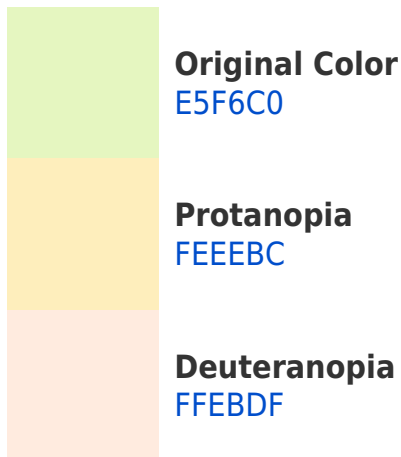 Original Color
E5F6C0
Protanopia
FEEEBC
Deuteranopia
FFEBDF